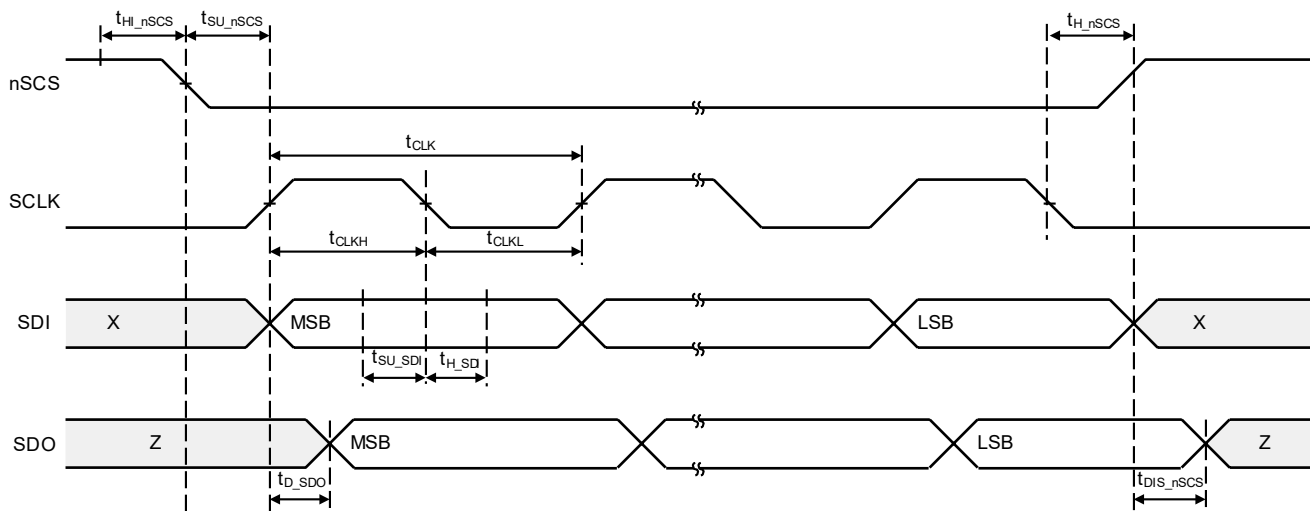 tHI_nSCS tSU_nSCS tH_nSCS
nSCS
tCLK
SCLK
tCLKH tCLKL
SDI X MSB LSB X
tSU_SDI tH_SDI
SDO Z MSB LSB Z
tD_SDO tDIS_nSCS